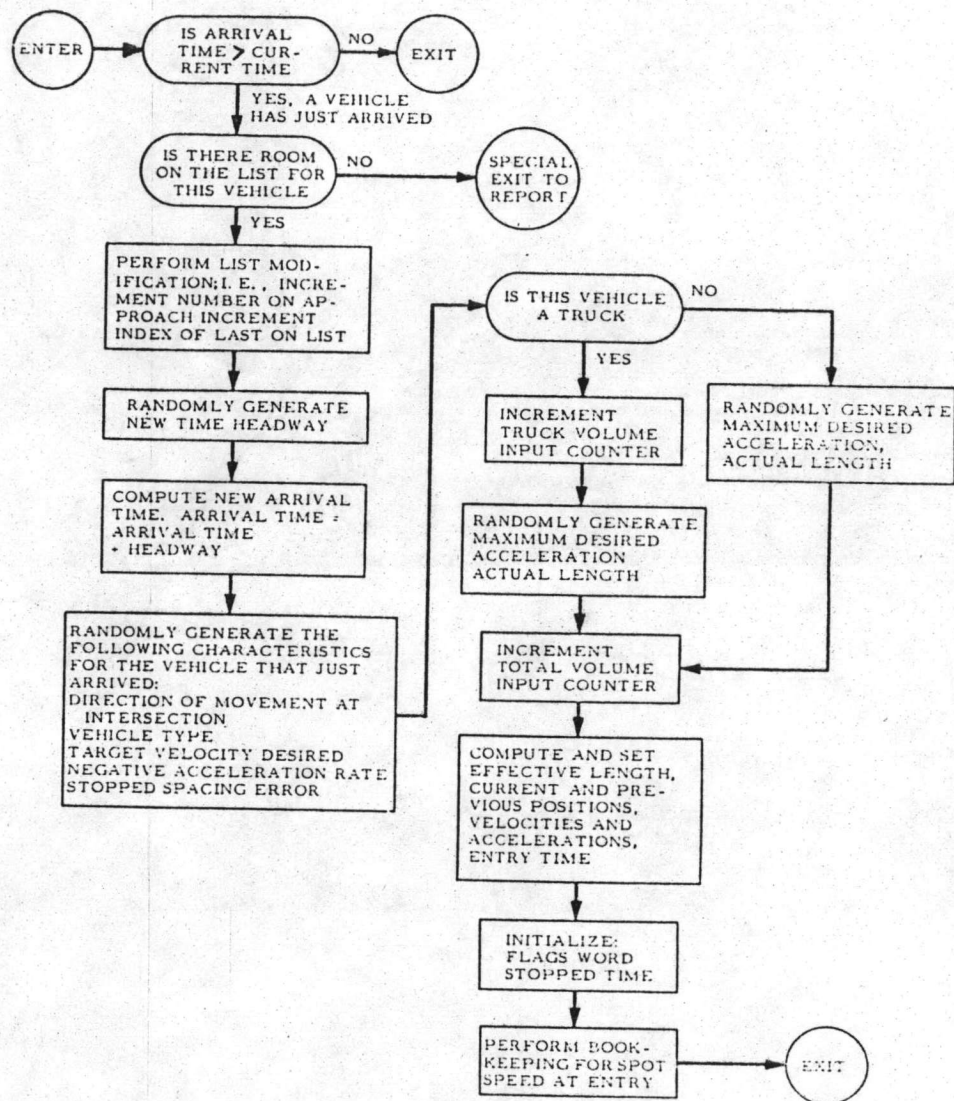 ENTER
IS ARRIVAL
TIME > CUR-
RENT TIME
NO
EXIT
YES, A VEHICLE
HAS JUST ARRIVED
IS THERE ROOM
ON THE LIST FOR
THIS VEHICLE
NO
SPECIAL
EXIT TO
REPORT
YES
PERFORM LIST MOD-
IFICATION; I. E., INCRE-
MENT NUMBER ON AP-
PROACH INCREMENT
INDEX OF LAST ON LIST
RANDOMLY GENERATE
NEW TIME HEADWAY
COMPUTE NEW ARRIVAL
TIME. ARRIVAL TIME =
ARRIVAL TIME
+ HEADWAY
RANDOMLY GENERATE THE
FOLLOWING CHARACTERISTICS
FOR THE VEHICLE THAT JUST
ARRIVED:
DIRECTION OF MOVEMENT AT
INTERSECTION
VEHICLE TYPE
TARGET VELOCITY DESIRED
NEGATIVE ACCELERATION RATE
STOPPED SPACING ERROR
IS THIS VEHICLE
A TRUCK
NO
YES
INCREMENT
TRUCK VOLUME
INPUT COUNTER
RANDOMLY GENERATE
MAXIMUM DESIRED
ACCELERATION,
ACTUAL LENGTH
RANDOMLY GENERATE
MAXIMUM DESIRED
ACCELERATION
ACTUAL LENGTH
INCREMENT
TOTAL VOLUME
INPUT COUNTER
COMPUTE AND SET
EFFECTIVE LENGTH,
CURRENT AND PRE-
VIOUS POSITIONS,
VELOCITIES AND
ACCELERATIONS,
ENTRY TIME
INITIALIZE:
FLAGS WORD
STOPPED TIME
PERFORM BOOK-
KEEPING FOR SPOT
SPEED AT ENTRY
EXIT